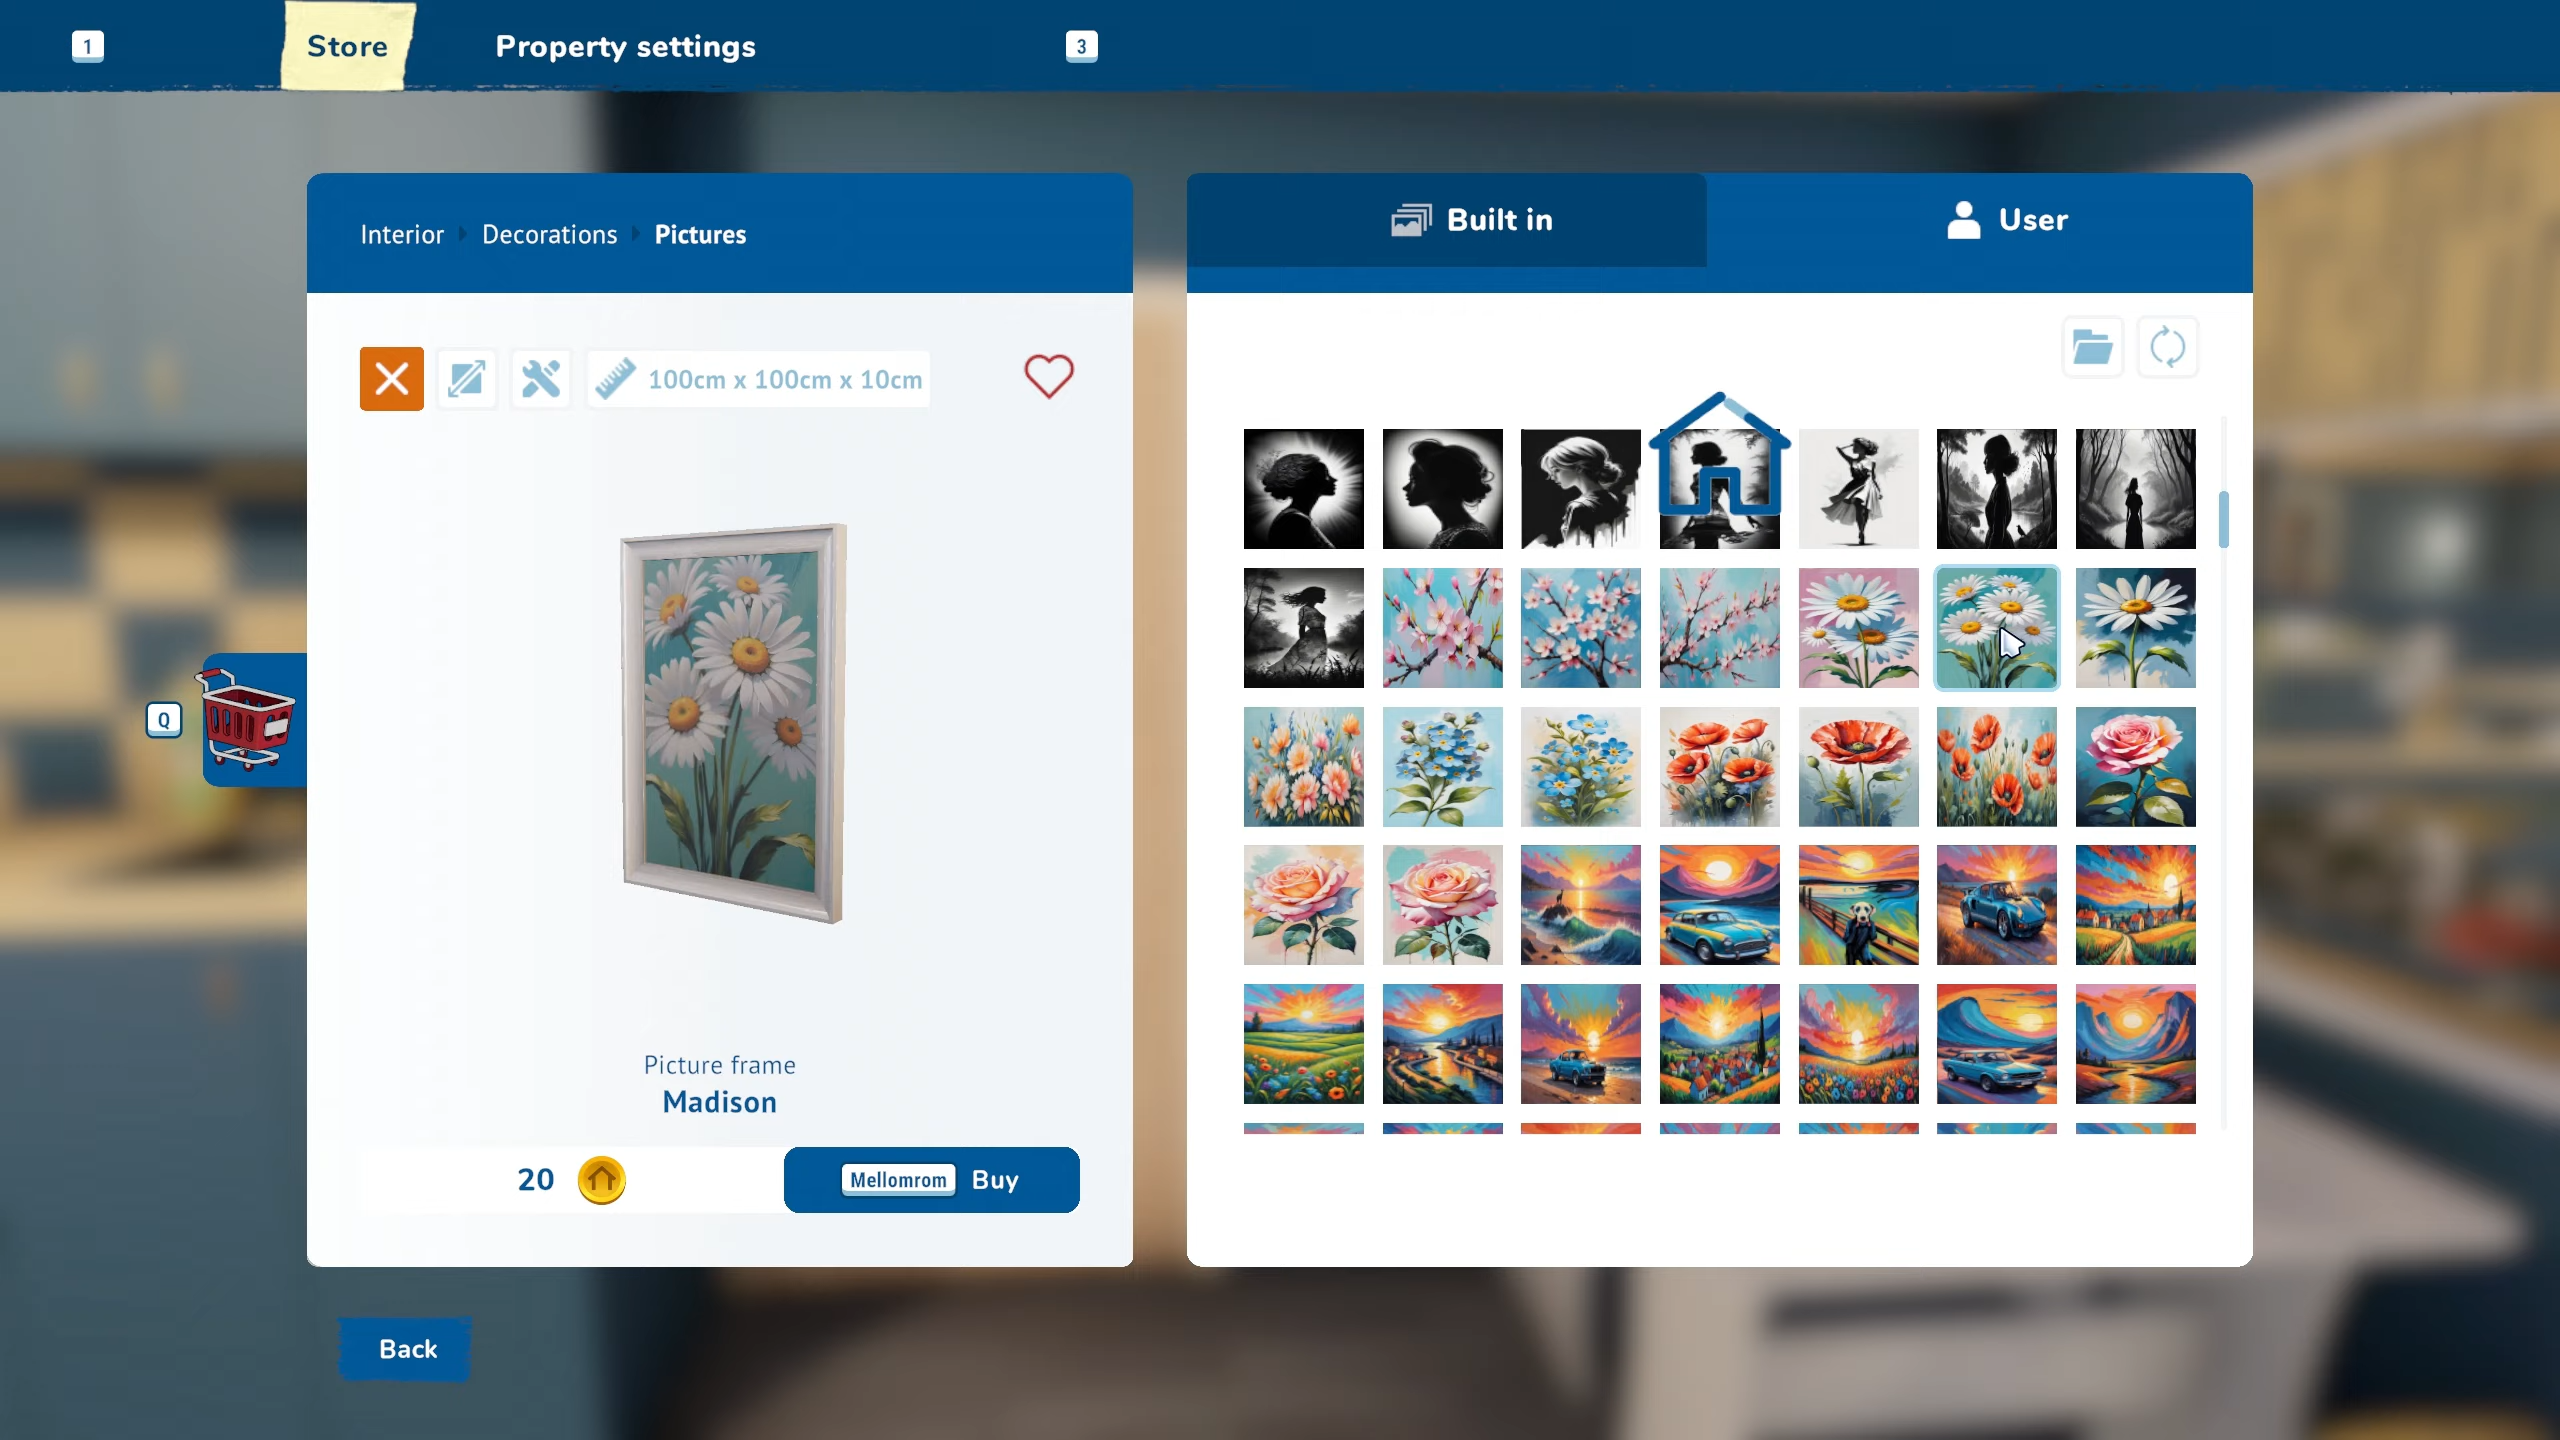 1
Store
Property settings
3
Interior Decorations Pictures
Built in
User
100cm x 100cm x 10cm
Q
Picture frame
Madison
20
Mellomrom Buy
Back